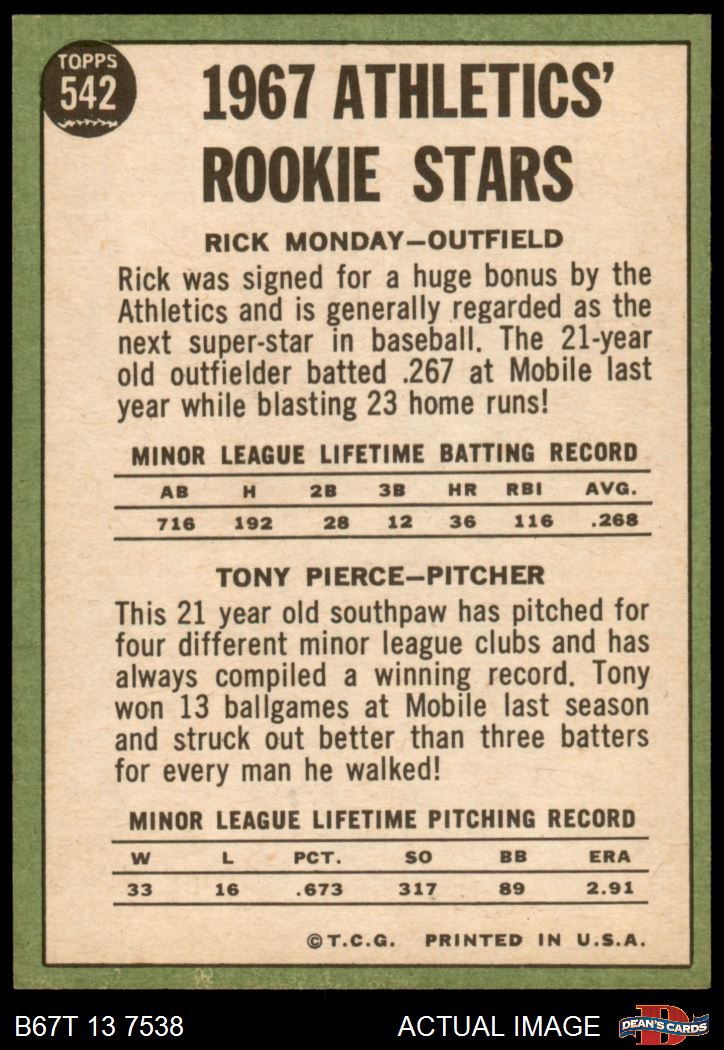 TOPPS
542
1967 ATHLETICS'
ROOKIE STARS
RICK MONDAY—OUTFIELD
Rick was signed for a huge bonus by the
Athletics and is generally regarded as the
next super-star in baseball. The 21-year
old outfielder batted .267 at Mobile last
year while blasting 23 home runs!
MINOR LEAGUE LIFETIME BATTING RECORD
AB H 2B 3B HR RBI AVG.
716 192 28 12 36 116 .268
TONY PIERCE—PITCHER
This 21 year old southpaw has pitched for
four different minor league clubs and has
always compiled a winning record. Tony
won 13 ballgames at Mobile last season
and struck out better than three batters
for every man he walked!
MINOR LEAGUE LIFETIME PITCHING RECORD
W L PCT. SO BB ERA
33 16 .673 317 89 2.91
©T.C.G. PRINTED IN U.S.A.
B67T 13 7538 ACTUAL IMAGE
D
DEAN'S CARDS